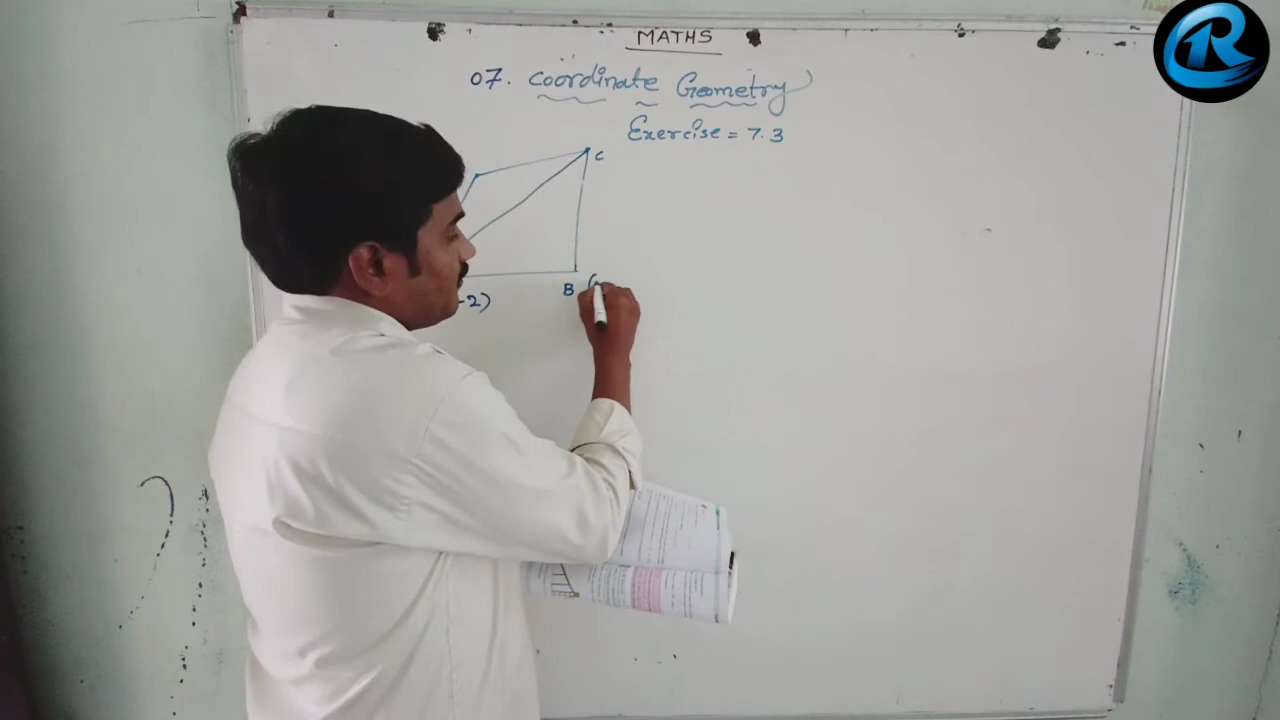 MATHS
07. Coordinate Geometry
Exercise = 7.3
C
-2)
B (
R